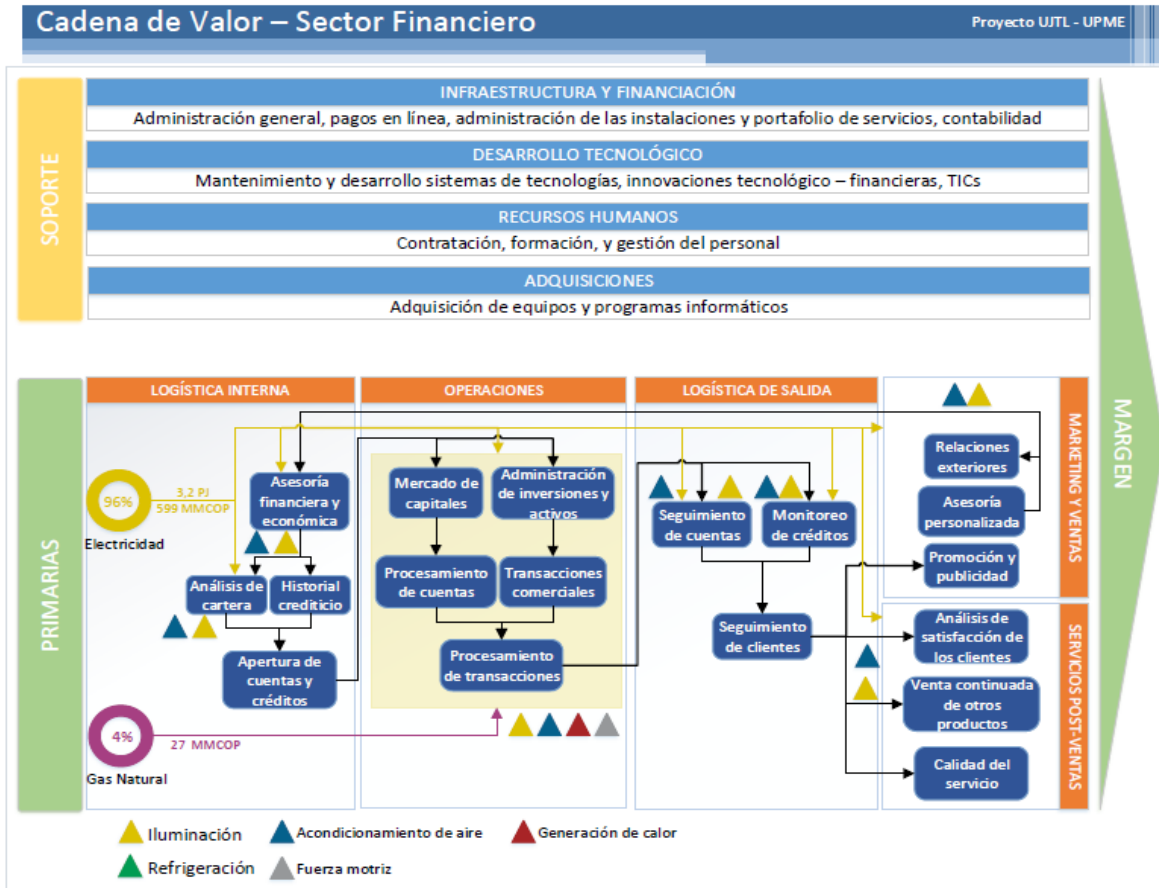 Cadena de Valor – Sector Financiero
Proyecto UJTL - UPME
SOPORTE
INFRAESTRUCTURA Y FINANCIACIÓN
Administración general, pagos en línea, administración de las instalaciones y portafolio de servicios, contabilidad
DESARROLLO TECNOLÓGICO
Mantenimiento y desarrollo sistemas de tecnologías, innovaciones tecnológico – financieras, TICs
RECURSOS HUMANOS
Contratación, formación, y gestión del personal
ADQUISICIONES
Adquisición de equipos y programas informáticos
MARGEN
PRIMARIAS
LOGÍSTICA INTERNA
96%
Electricidad
3,2 PJ
599 MMCOP
Asesoría
financiera y
económica
Análisis de
cartera
Historial
crediticio
Apertura de
cuentas y
créditos
4%
Gas Natural
27 MMCOP
OPERACIONES
Mercado de
capitales
Administración
de inversiones y
activos
Procesamiento
de cuentas
Transacciones
comerciales
Procesamiento
de transacciones
LOGÍSTICA DE SALIDA
Seguimiento
de cuentas
Monitoreo
de créditos
Seguimiento
de clientes
MARKETING Y VENTAS
Relaciones
exteriores
Asesoría
personalizada
Promoción y
publicidad
SERVICIOS POST-VENTAS
Análisis de
satisfacción de
los clientes
Venta continuada
de otros
productos
Calidad del
servicio
Iluminación
Acondicionamiento de aire
Generación de calor
Refrigeración
Fuerza motriz